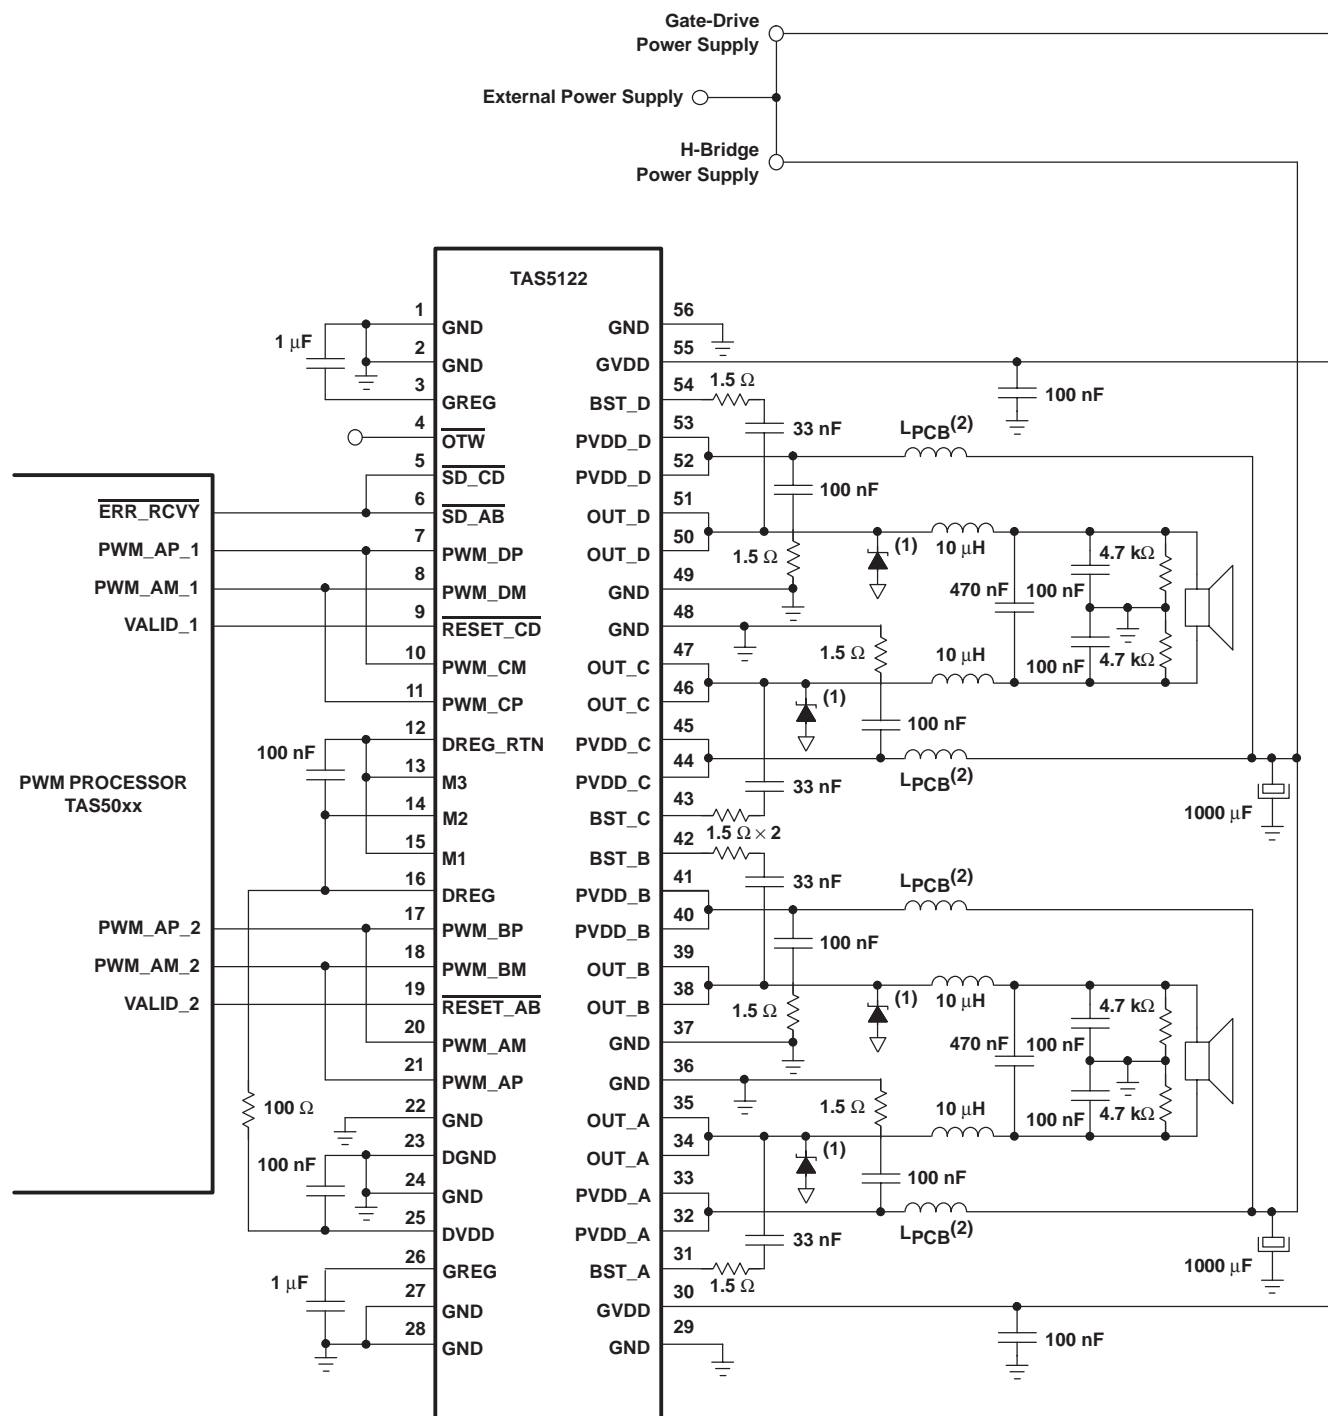 Gate-Drive
Power Supply
External Power Supply
H-Bridge
Power Supply
TAS5122
1
GND
GND
56
1 μF
2
GND
GVDD
55
3
GREG
BST_D
54
1.5 Ω
100 nF
4
OTW
PVDD_D
53
33 nF
LPCB(2)
5
SD_CD
PVDD_D
52
100 nF
ERR_RCVY
6
SD_AB
OUT_D
51
PWM_AP_1
7
PWM_DP
OUT_D
50
1.5 Ω
(1)
10 μH
4.7 kΩ
PWM_AM_1
8
PWM_DM
GND
49
470 nF
100 nF
VALID_1
9
RESET_CD
GND
48
10
PWM_CM
OUT_C
47
1.5 Ω
10 μH
100 nF
4.7 kΩ
11
PWM_CP
OUT_C
46
(1)
100 nF
12
DREG_RTN
PVDD_C
45
100 nF
13
M3
PVDD_C
44
33 nF
LPCB(2)
PWM PROCESSOR
TAS50xx
14
M2
BST_C
43
1000 μF
1.5 Ω × 2
15
M1
BST_B
42
16
DREG
PVDD_B
41
33 nF
LPCB(2)
PWM_AP_2
17
PWM_BP
PVDD_B
40
100 nF
PWM_AM_2
18
PWM_BM
OUT_B
39
VALID_2
19
RESET_AB
OUT_B
38
1.5 Ω
(1)
10 μH
4.7 kΩ
20
PWM_AM
GND
37
470 nF
100 nF
21
PWM_AP
GND
36
100 Ω
22
GND
OUT_A
35
1.5 Ω
10 μH
100 nF
4.7 kΩ
23
DGND
OUT_A
34
(1)
100 nF
24
GND
PVDD_A
33
100 nF
25
DVDD
PVDD_A
32
33 nF
LPCB(2)
26
GREG
BST_A
31
1.5 Ω
1000 μF
1 μF
27
GND
GVDD
30
28
GND
GND
29
100 nF